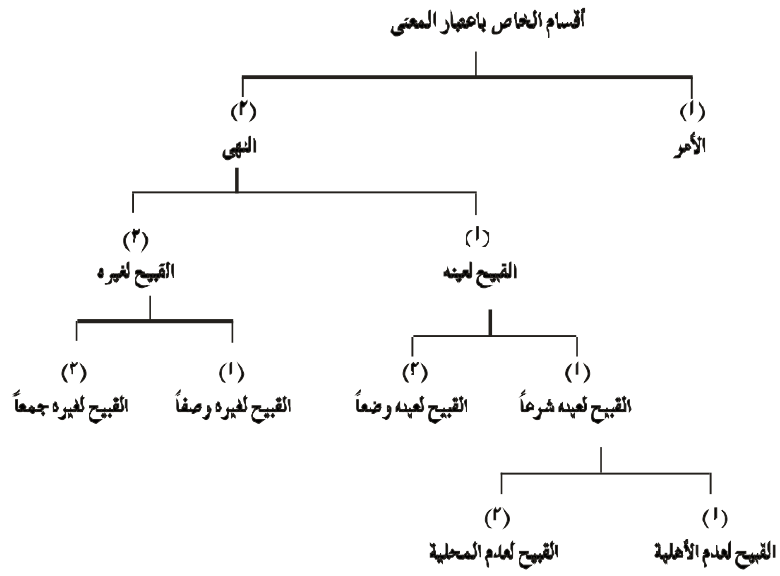 أقسام الخاص باعتبار المعنى
(١)
الأمر
(٢)
النهى
(١)
القبيح لعينه
(٢)
القبيح لغيره
(١)
القبيح لعينه شرعاً
(٢)
القبيح لعينه وضعاً
(١)
القبيح لغيره وصفاً
(٢)
القبيح لغيره جمعاً
(١)
القبيح لعدم الأهلية
(٢)
القبيح لعدم المحلية